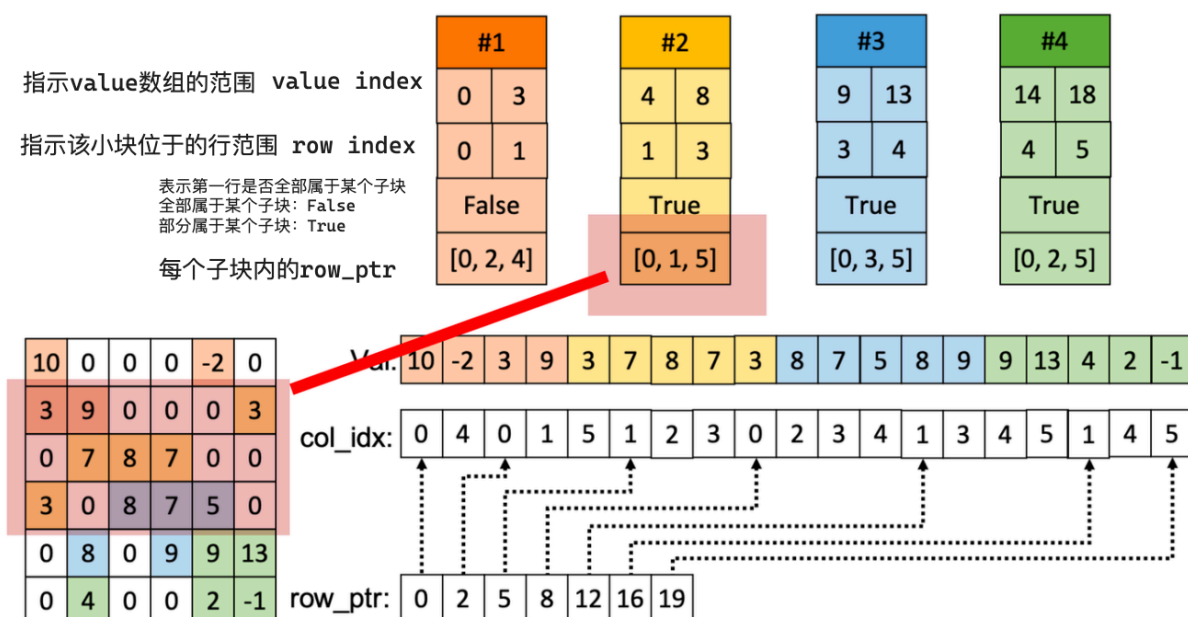 #1 #2 #3 #4
指示value数组的范围 value index 0 3 4 8 9 13 14 18
指示该小块位于的行范围 row index 0 1 1 3 3 4 4 5
表示第一行是否全部属于某个子块
全部属于某个子块: False
部分属于某个子块: True
False True True True
每个子块内的row_ptr [0, 2, 4] [0, 1, 5] [0, 3, 5] [0, 2, 5]
10 0 0 0 -2 0
3 9 0 0 0 3
0 7 8 7 0 0
3 0 8 7 5 0
0 8 0 9 9 13
0 4 0 0 2 -1
Val: 10 -2 3 9 3 7 8 7 3 8 7 5 8 9 9 13 4 2 -1
col_idx: 0 4 0 1 5 1 2 3 0 2 3 4 1 3 4 5 1 4 5
row_ptr: 0 2 5 8 12 16 19